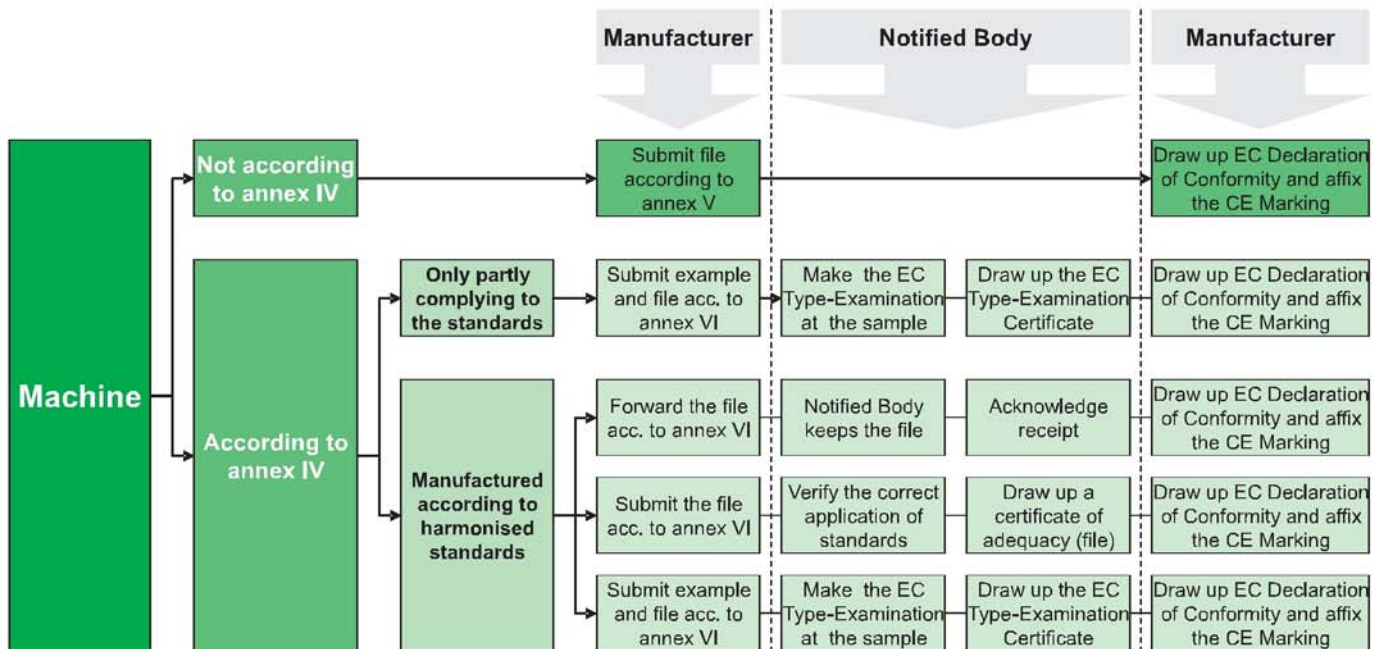 Manufacturer
Notified Body
Manufacturer
Machine
Not according
to annex IV
Submit file
according to
annex V
Draw up EC Declaration
of Conformity and affix
the CE Marking
According to
annex IV
Only partly
complying to
the standards
Submit example
and file acc. to
annex VI
Make the EC
Type-Examination
at the sample
Draw up the EC
Type-Examination
Certificate
Draw up EC Declaration
of Conformity and affix
the CE Marking
Manufactured
according to
harmonised
standards
Forward the file
acc. to annex VI
Notified Body
keeps the file
Acknowledge
receipt
Draw up EC Declaration
of Conformity and affix
the CE Marking
Submit the file
acc. to annex VI
Verify the correct
application of
standards
Draw up a
certificate of
adequacy (file)
Draw up EC Declaration
of Conformity and affix
the CE Marking
Submit example
and file acc. to
annex VI
Make the EC
Type-Examination
at the sample
Draw up the EC
Type-Examination
Certificate
Draw up EC Declaration
of Conformity and affix
the CE Marking